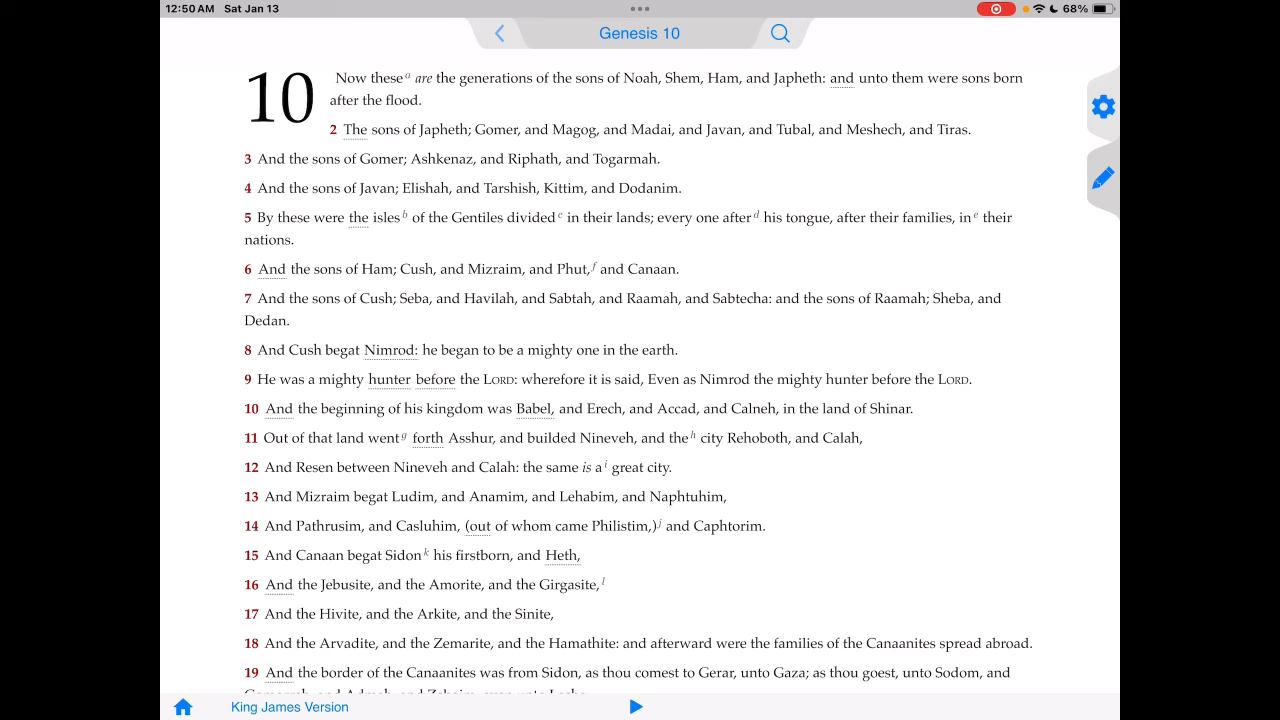 12:50 AM Sat Jan 13
68%
Genesis 10
10 Now these a are the generations of the sons of Noah, Shem, Ham, and Japheth: and unto them were sons born
after the flood.
2 The sons of Japheth; Gomer, and Magog, and Madai, and Javan, and Tubal, and Meshech, and Tiras.
3 And the sons of Gomer; Ashkenaz, and Riphath, and Togarmah.
4 And the sons of Javan; Elishah, and Tarshish, Kittim, and Dodanim.
5 By these were the isles b of the Gentiles divided c in their lands; every one after d his tongue, after their families, in e their
nations.
6 And the sons of Ham; Cush, and Mizraim, and Phut, f and Canaan.
7 And the sons of Cush; Seba, and Havilah, and Sabtah, and Raamah, and Sabtecha: and the sons of Raamah; Sheba, and
Dedan.
8 And Cush begat Nimrod: he began to be a mighty one in the earth.
9 He was a mighty hunter before the LORD: wherefore it is said, Even as Nimrod the mighty hunter before the LORD.
10 And the beginning of his kingdom was Babel, and Erech, and Accad, and Calneh, in the land of Shinar.
11 Out of that land went g forth Asshur, and builded Nineveh, and the h city Rehoboth, and Calah,
12 And Resen between Nineveh and Calah: the same is a i great city.
13 And Mizraim begat Ludim, and Anamim, and Lehabim, and Naphtuhim,
14 And Pathrusim, and Casluhim, (out of whom came Philistim,) j and Caphtorim.
15 And Canaan begat Sidon k his firstborn, and Heth,
16 And the Jebusite, and the Amorite, and the Girgasite, l
17 And the Hivite, and the Arkite, and the Sinite,
18 And the Arvadite, and the Zemarite, and the Hamathite: and afterward were the families of the Canaanites spread abroad.
19 And the border of the Canaanites was from Sidon, as thou comest to Gerar, unto Gaza; as thou goest, unto Sodom, and
King James Version